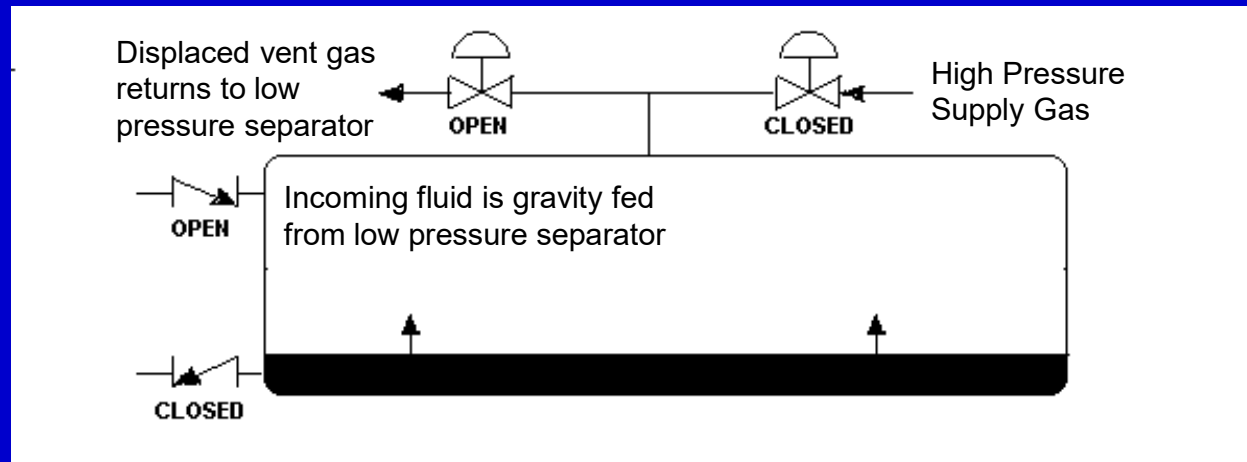 Displaced vent gas
returns to low
pressure separator
OPEN
CLOSED
High Pressure
Supply Gas
OPEN
Incoming fluid is gravity fed
from low pressure separator
CLOSED